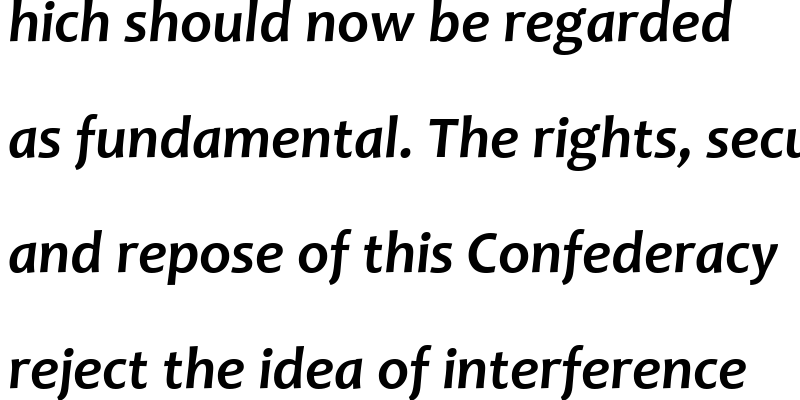 hich should now be regarded
as fundamental. The rights, secu
and repose of this Confederacy
reject the idea of interference